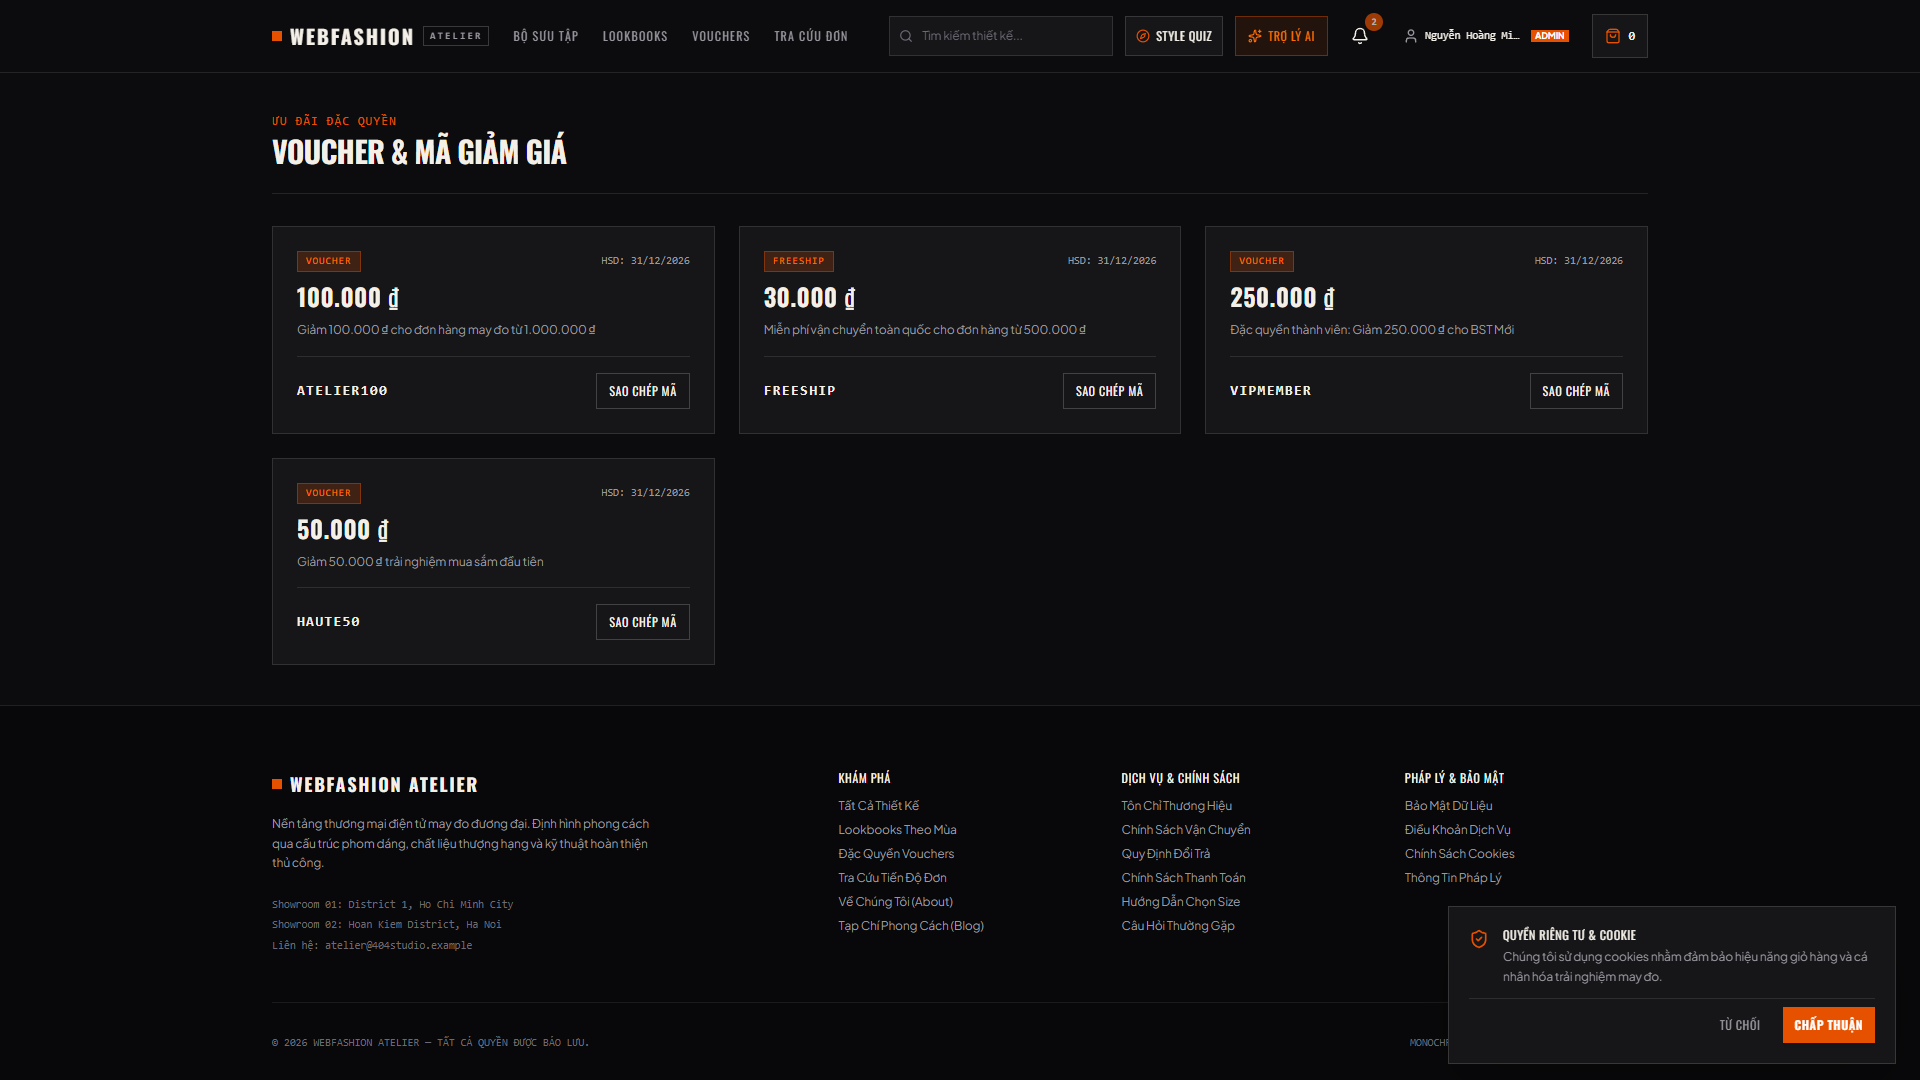 WEBFASHION ATELIER BỘ SƯU TẬP LOOKBOOKS VOUCHERS TRA CỨU ĐƠN Tìm kiếm thiết kế... STYLE QUIZ TRỢ LÝ AI 2 Nguyễn Hoàng Mi… ADMIN 0
ƯU ĐÃI ĐẶC QUYỀN
VOUCHER & MÃ GIẢM GIÁ
VOUCHER HSD: 31/12/2026
100.000 ₫
Giảm 100.000 ₫ cho đơn hàng may đo từ 1.000.000 ₫
ATELIER100 SAO CHÉP MÃ
FREESHIP HSD: 31/12/2026
30.000 ₫
Miễn phí vận chuyển toàn quốc cho đơn hàng từ 500.000 ₫
FREESHIP SAO CHÉP MÃ
VOUCHER HSD: 31/12/2026
250.000 ₫
Đặc quyền thành viên: Giảm 250.000 ₫ cho BST Mới
VIPMEMBER SAO CHÉP MÃ
VOUCHER HSD: 31/12/2026
50.000 ₫
Giảm 50.000 ₫ trải nghiệm mua sắm đầu tiên
HAUTE50 SAO CHÉP MÃ
WEBFASHION ATELIER
Nền tảng thương mại điện tử may đo đương đại. Định hình phong cách
qua cấu trúc phom dáng, chất liệu thượng hạng và kỹ thuật hoàn thiện
thủ công.
Showroom 01: District 1, Ho Chi Minh City
Showroom 02: Hoan Kiem District, Ha Noi
Liên hệ: atelier@404studio.example
KHÁM PHÁ
Tất Cả Thiết Kế
Lookbooks Theo Mùa
Đặc Quyền Vouchers
Tra Cứu Tiến Độ Đơn
Về Chúng Tôi (About)
Tạp Chí Phong Cách (Blog)
DỊCH VỤ & CHÍNH SÁCH
Tôn Chỉ Thương Hiệu
Chính Sách Vận Chuyển
Quy Định Đổi Trả
Chính Sách Thanh Toán
Hướng Dẫn Chọn Size
Câu Hỏi Thường Gặp
PHÁP LÝ & BẢO MẬT
Bảo Mật Dữ Liệu
Điều Khoản Dịch Vụ
Chính Sách Cookies
Thông Tin Pháp Lý
QUYỀN RIÊNG TƯ & COOKIE
Chúng tôi sử dụng cookies nhằm đảm bảo hiệu năng giỏ hàng và cá
nhân hóa trải nghiệm may đo.
TỪ CHỐI CHẤP THUẬN
© 2026 WEBFASHION ATELIER — TẤT CẢ QUYỀN ĐƯỢC BẢO LƯU.